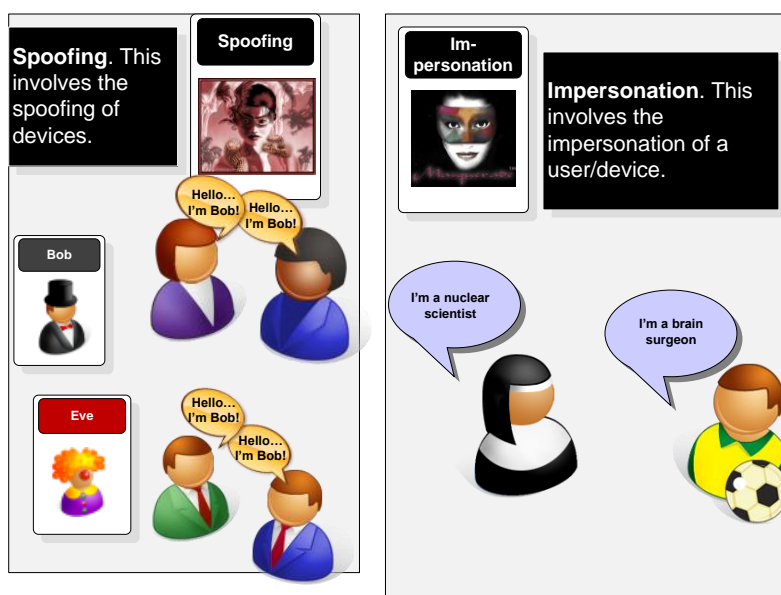 Spoofing. This
involves the
spoofing of
devices.
Spoofing
Hello...
I'm Bob!
Hello...
I'm Bob!
Bob
Eve
Hello...
I'm Bob!
Hello...
I'm Bob!
Im-
personation
Masquerade
Impersonation. This
involves the
impersonation of a
user/device.
I'm a nuclear
scientist
I'm a brain
surgeon